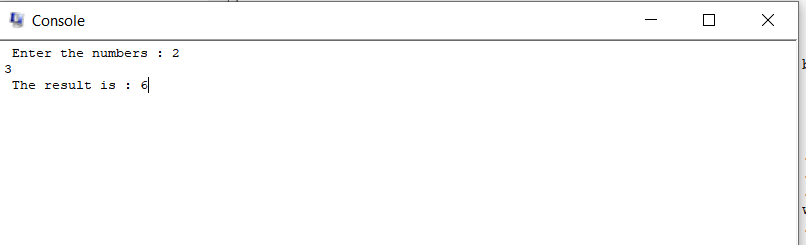 Console
Enter the numbers : 2
3
The result is : 6